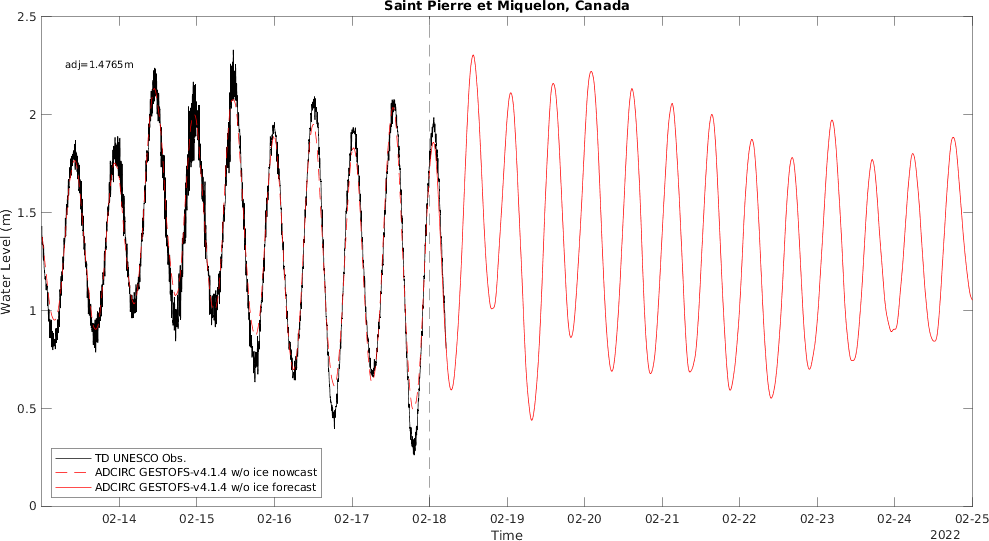 Saint Pierre et Miquelon, Canada
2.5
adj=1.4765m
2
1.5
Water Level (m)
1
0.5
TD UNESCO Obs.
ADCIRC GESTOFS-v4.1.4 w/o ice nowcast
ADCIRC GESTOFS-v4.1.4 w/o ice forecast
0
02-14 02-15 02-16 02-17 02-18 02-19 02-20 02-21 02-22 02-23 02-24 02-25
Time 2022